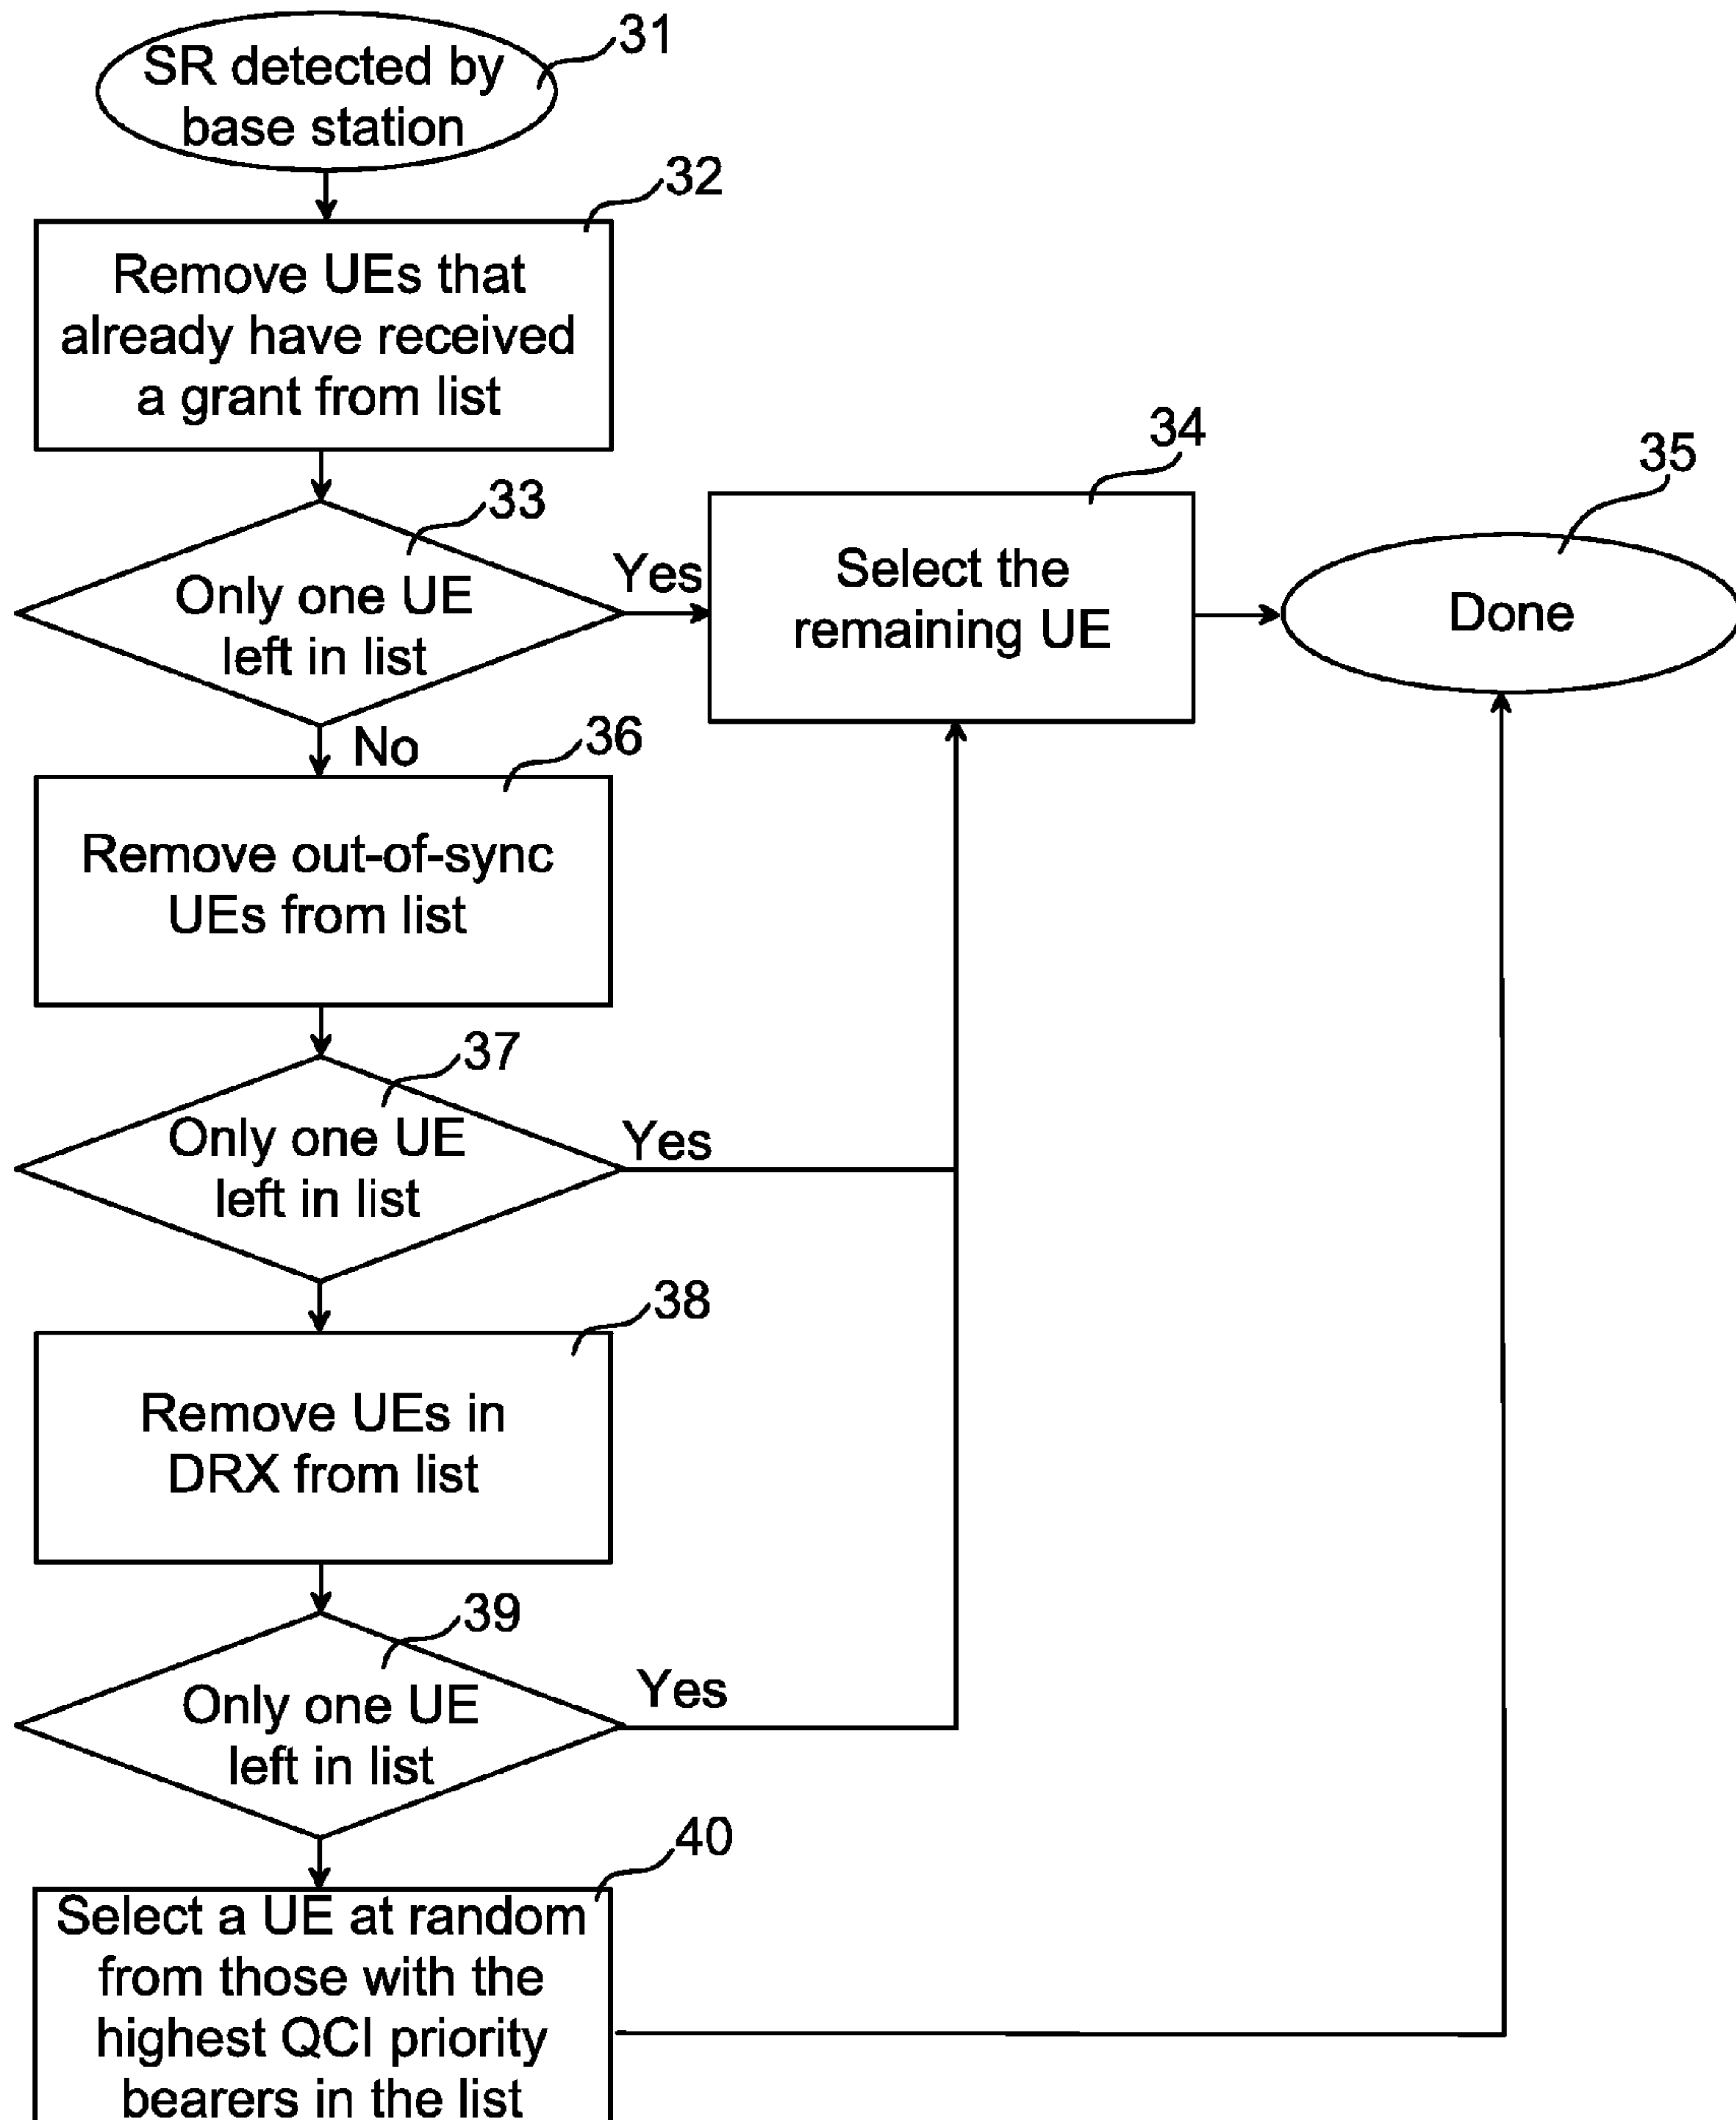 SR detected by
base station
31
32
Remove UEs that
already have received
a grant from list
33
Only one UE
left in list
Yes
34
Select the
remaining UE
35
Done
No
36
Remove out-of-sync
UEs from list
37
Only one UE
left in list
Yes
38
Remove UEs in
DRX from list
39
Only one UE
left in list
Yes
40
Select a UE at random
from those with the
highest QCI priority
bearers in the list